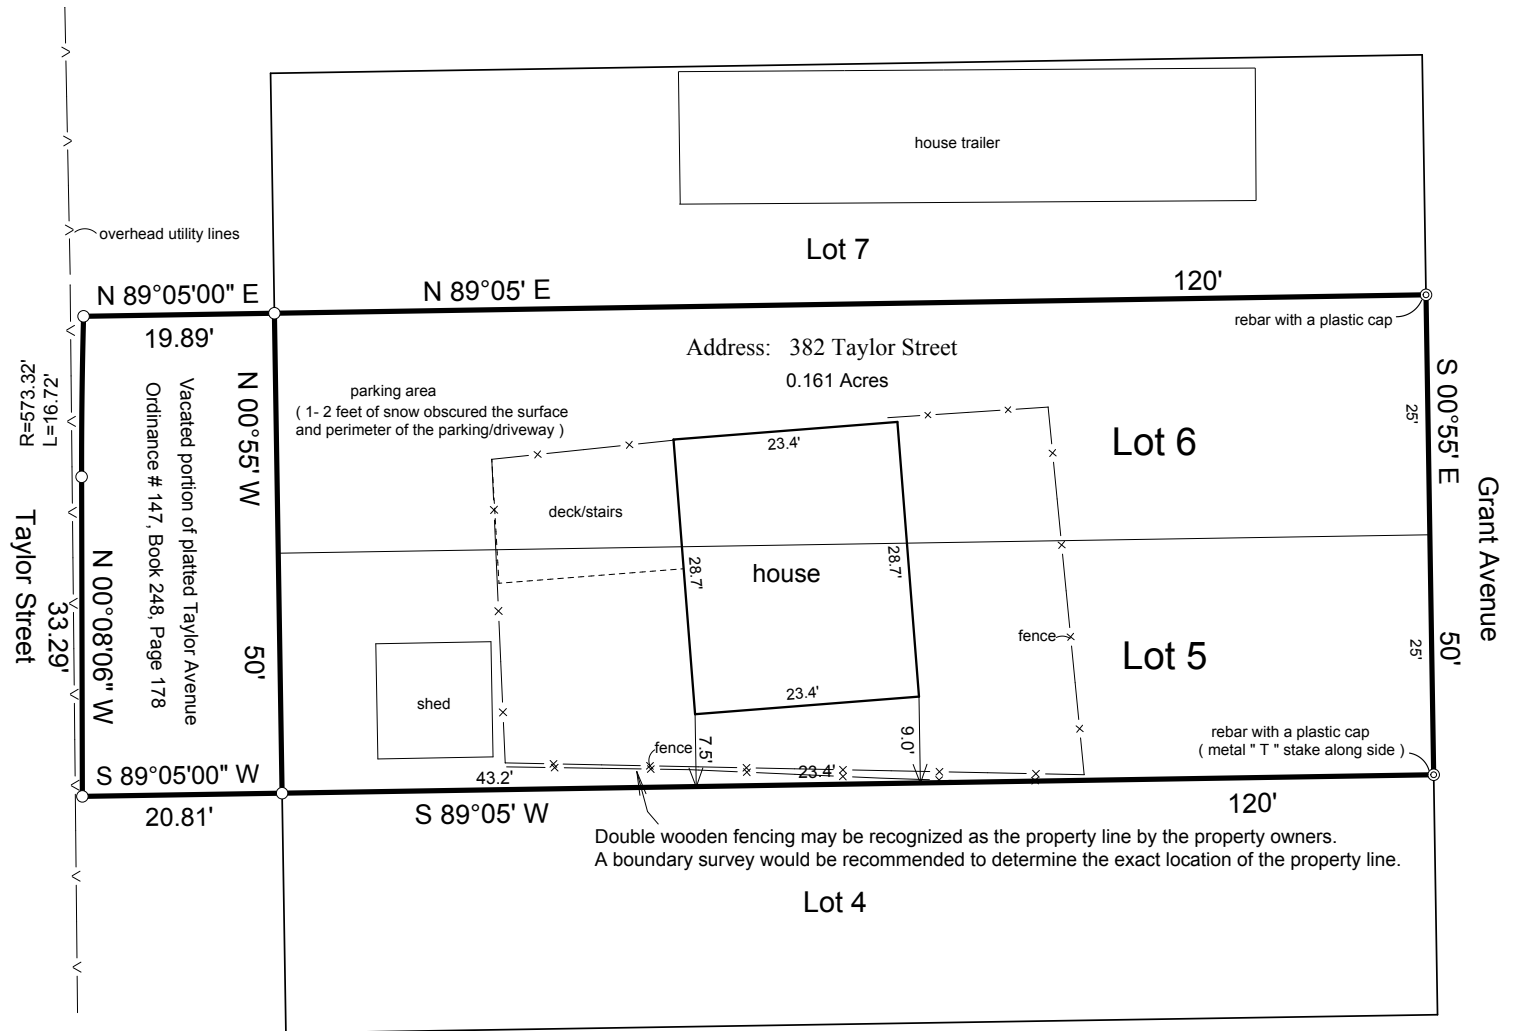 house trailer
overhead utility lines
Lot 7
N 89°05'00" E
N 89°05' E
120'
19.89'
rebar with a plastic cap
Address: 382 Taylor Street
0.161 Acres
R=573.32'
L=16.72'
Vacated portion of platted Taylor Avenue
Ordinance # 147, Book 248, Page 178
N 00°55' W
50'
parking area
( 1- 2 feet of snow obscured the surface
and perimeter of the parking/driveway )
23.4'
Lot 6
25'
S 00°55' E
Grant Avenue
deck/stairs
28.7'
house
28.7'
Taylor Street
33.29'
N 00°08'06" W
fence
Lot 5
25'
50'
shed
23.4'
7.5'
9.0'
fence
rebar with a plastic cap
( metal " T " stake along side )
S 89°05'00" W
43.2'
23.4'
20.81'
S 89°05' W
120'
Double wooden fencing may be recognized as the property line by the property owners.
A boundary survey would be recommended to determine the exact location of the property line.
Lot 4